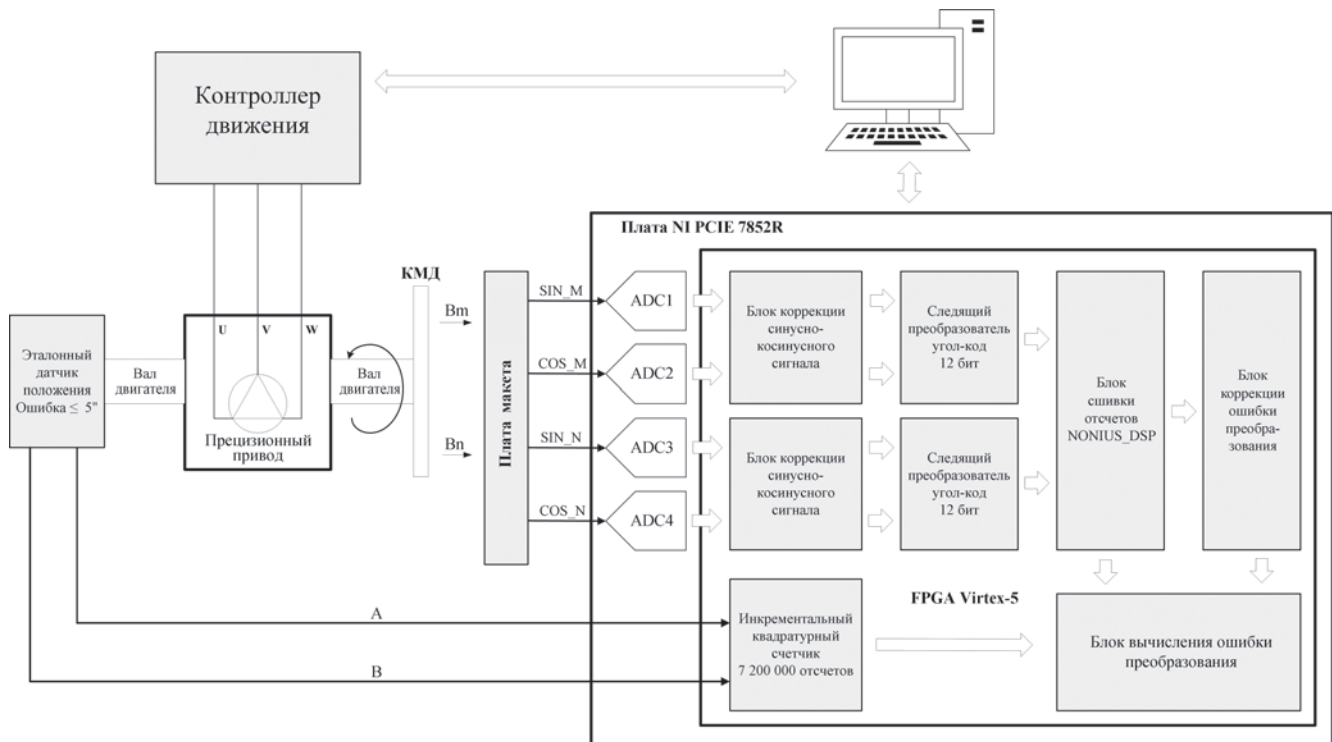 Контроллер
движения
Плата NI PCIE 7852R
КМД
Bm
Bn
Плата макета
SIN_M
COS_M
SIN_N
COS_N
ADC1
ADC2
ADC3
ADC4
Блок коррекции
синусно-
косинусного
сигнала
Следящий
преобразователь
угол-код
12 бит
Блок коррекции
синусно-
косинусного
сигнала
Следящий
преобразователь
угол-код
12 бит
Блок
сшивки
отсчетов
NONIUS_DSP
Блок
коррекции
ошибки
преобра-
зования
Эталонный
датчик
положения
Ошибка ≤ 5"
Вал
двигателя
U
V
W
Прецизионный
привод
Вал
двигателя
A
B
Инкрементальный
квадратурный
счетчик
7 200 000 отсчетов
FPGA Virtex-5
Блок вычисления ошибки
преобразования